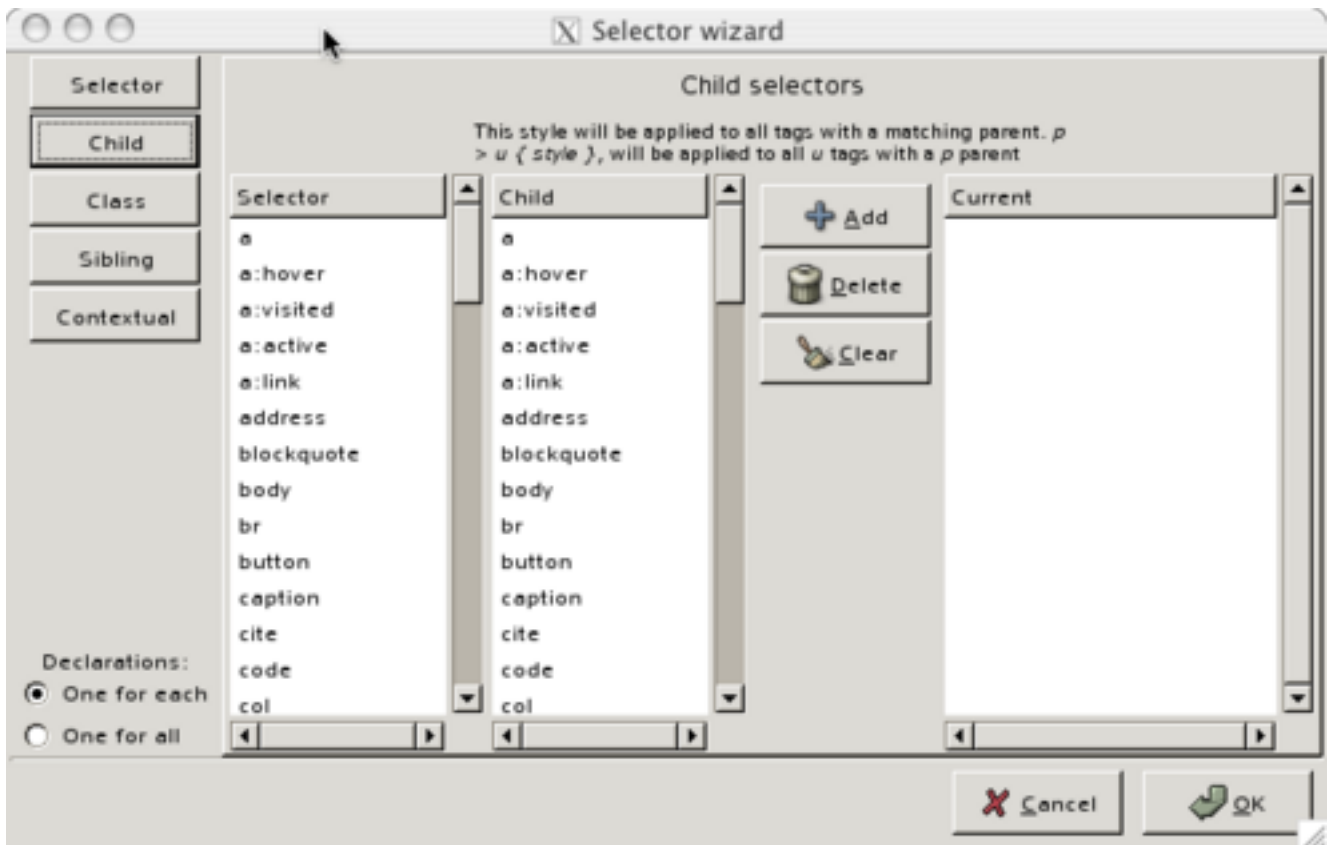 Selector wizard
Selector
Child
Class
Sibling
Contextual
Declarations:
One for each
One for all
Child selectors
This style will be applied to all tags with a matching parent. p
> u { style }, will be applied to all u tags with a p parent
Selector
a
a:hover
a:visited
a:active
a:link
address
blockquote
body
br
button
caption
cite
code
col
Child
a
a:hover
a:visited
a:active
a:link
address
blockquote
body
br
button
caption
cite
code
col
Add
Delete
Clear
Current
Cancel
OK